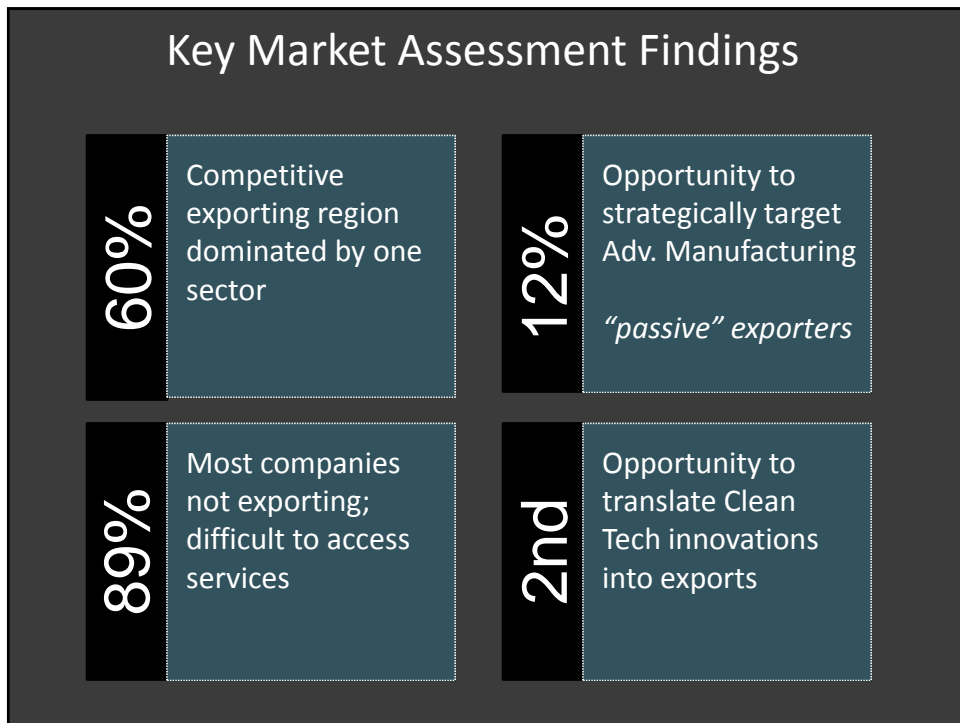 Key Market Assessment Findings
60%
Competitive
exporting region
dominated by one
sector
12%
Opportunity to
strategically target
Adv. Manufacturing
“passive” exporters
89%
Most companies
not exporting;
difficult to access
services
2nd
Opportunity to
translate Clean
Tech innovations
into exports